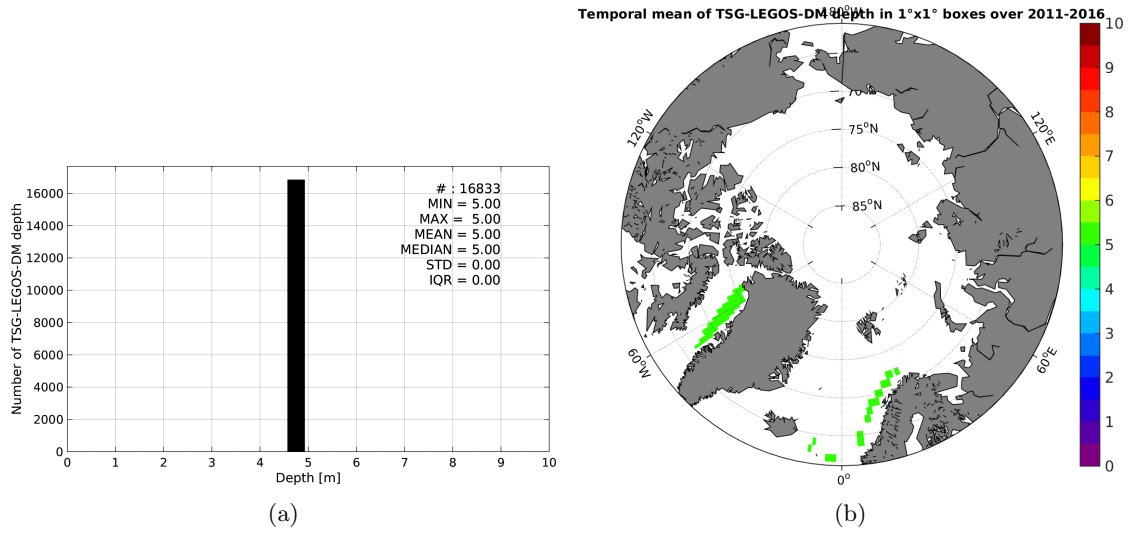 Temporal mean of TSG-LEGOS-DM depth in 1°x1° boxes over 2011-2016
180°W
120°W
120°E
60°W
60°E
0°
70°N
75°N
80°N
85°N
10
9
8
7
6
5
4
3
2
1
0
Number of TSG-LEGOS-DM depth
16000
14000
12000
10000
8000
6000
4000
2000
0
# : 16833
MIN = 5.00
MAX = 5.00
MEAN = 5.00
MEDIAN = 5.00
STD = 0.00
IQR = 0.00
0 1 2 3 4 5 6 7 8 9 10
Depth [m]
(a)
(b)